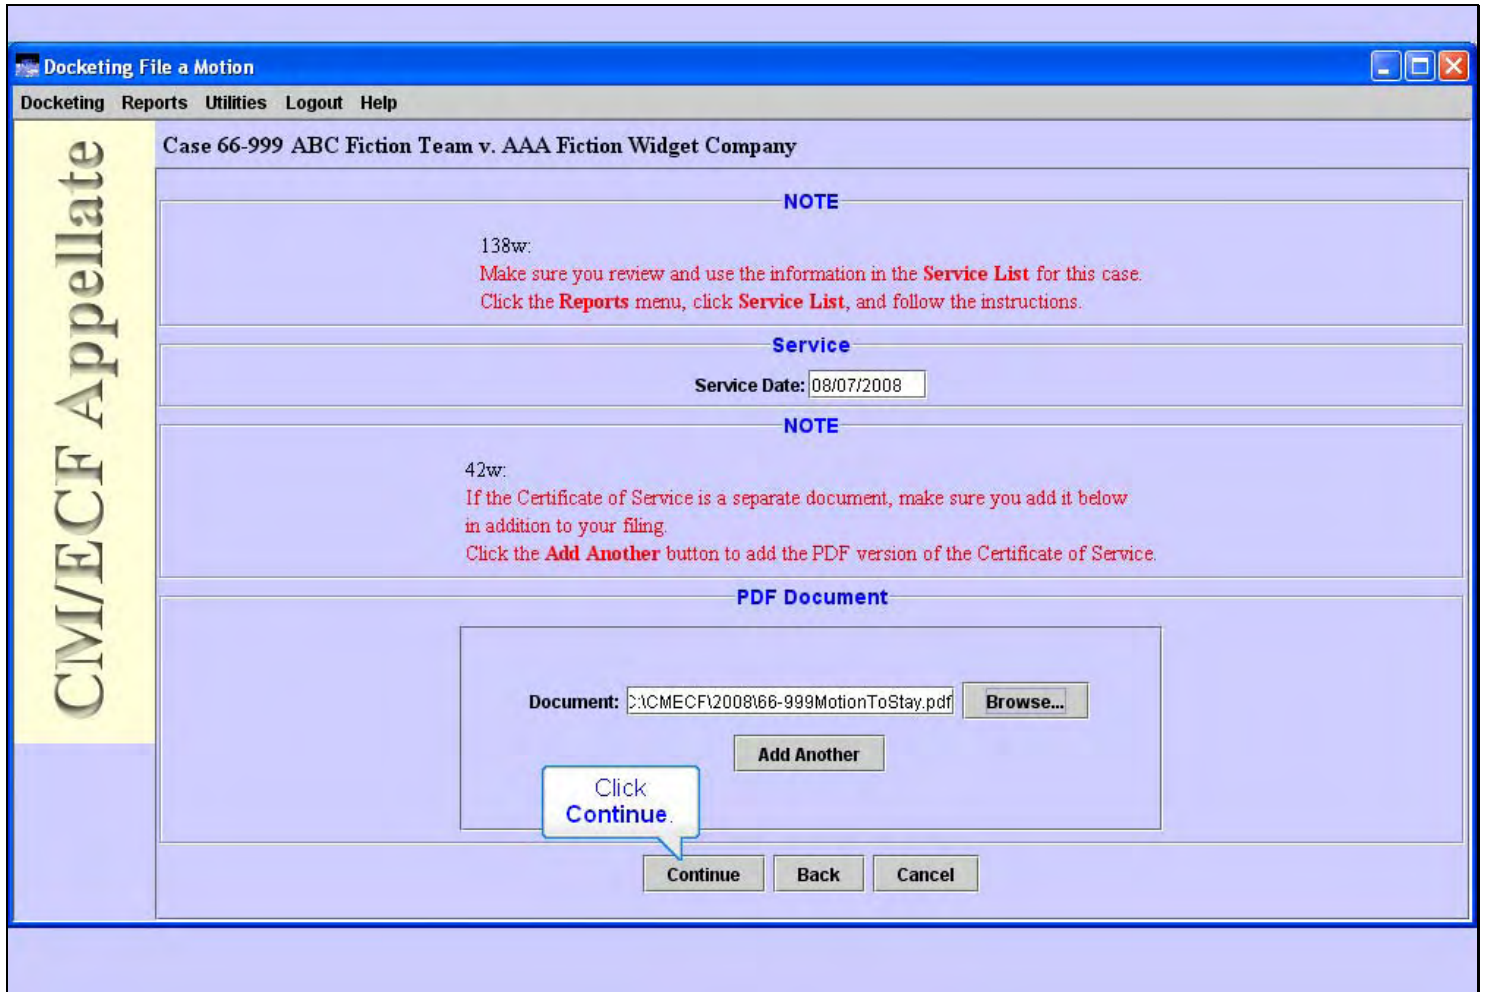 Docketing File a Motion
Docketing Reports Utilities Logout Help
CM/ECF Appellate
Case 66-999 ABC Fiction Team v. AAA Fiction Widget Company
NOTE
138w:
Make sure you review and use the information in the Service List for this case.
Click the Reports menu, click Service List, and follow the instructions.
Service
Service Date: 08/07/2008
NOTE
42w:
If the Certificate of Service is a separate document, make sure you add it below
in addition to your filing.
Click the Add Another button to add the PDF version of the Certificate of Service.
PDF Document
Document: C:\CMECF\2008\66-999MotionToStay.pdf Browse...
Add Another
Click
Continue.
Continue Back Cancel